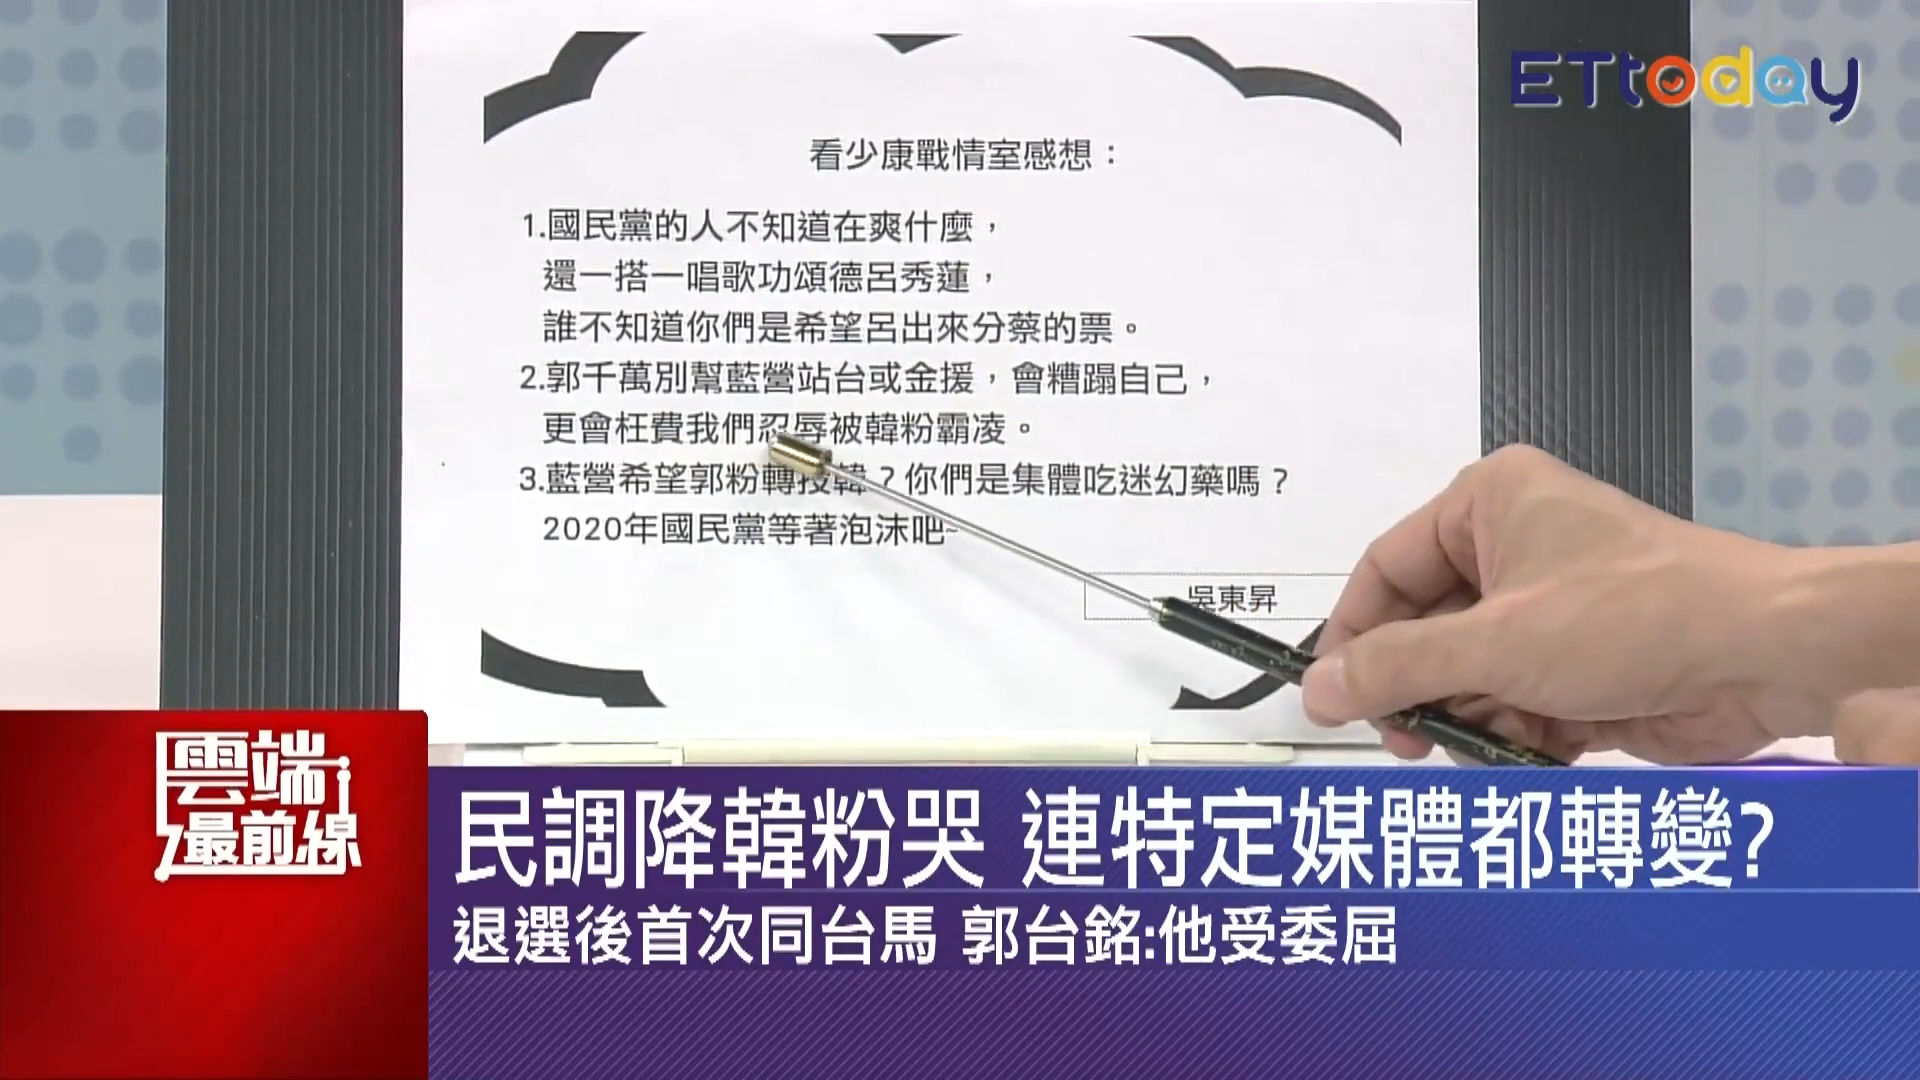 ETtoday
看少康戰情室感想：
1.國民黨的人不知道在爽什麼，
還一搭一唱歌功頌德呂秀蓮，
誰不知道你們是希望呂出來分蔡的票。
2.郭千萬別幫藍營站台或金援，會糟蹋自己，
更會枉費我們忍辱被韓粉霸凌。
3.藍營希望郭粉轉投韓？你們是集體吃迷幻藥嗎？
2020年國民黨等著泡沫吧~
吳東昇
雲端
最前線
民調降韓粉哭 連特定媒體都轉變?
退選後首次同台馬 郭台銘:他受委屈